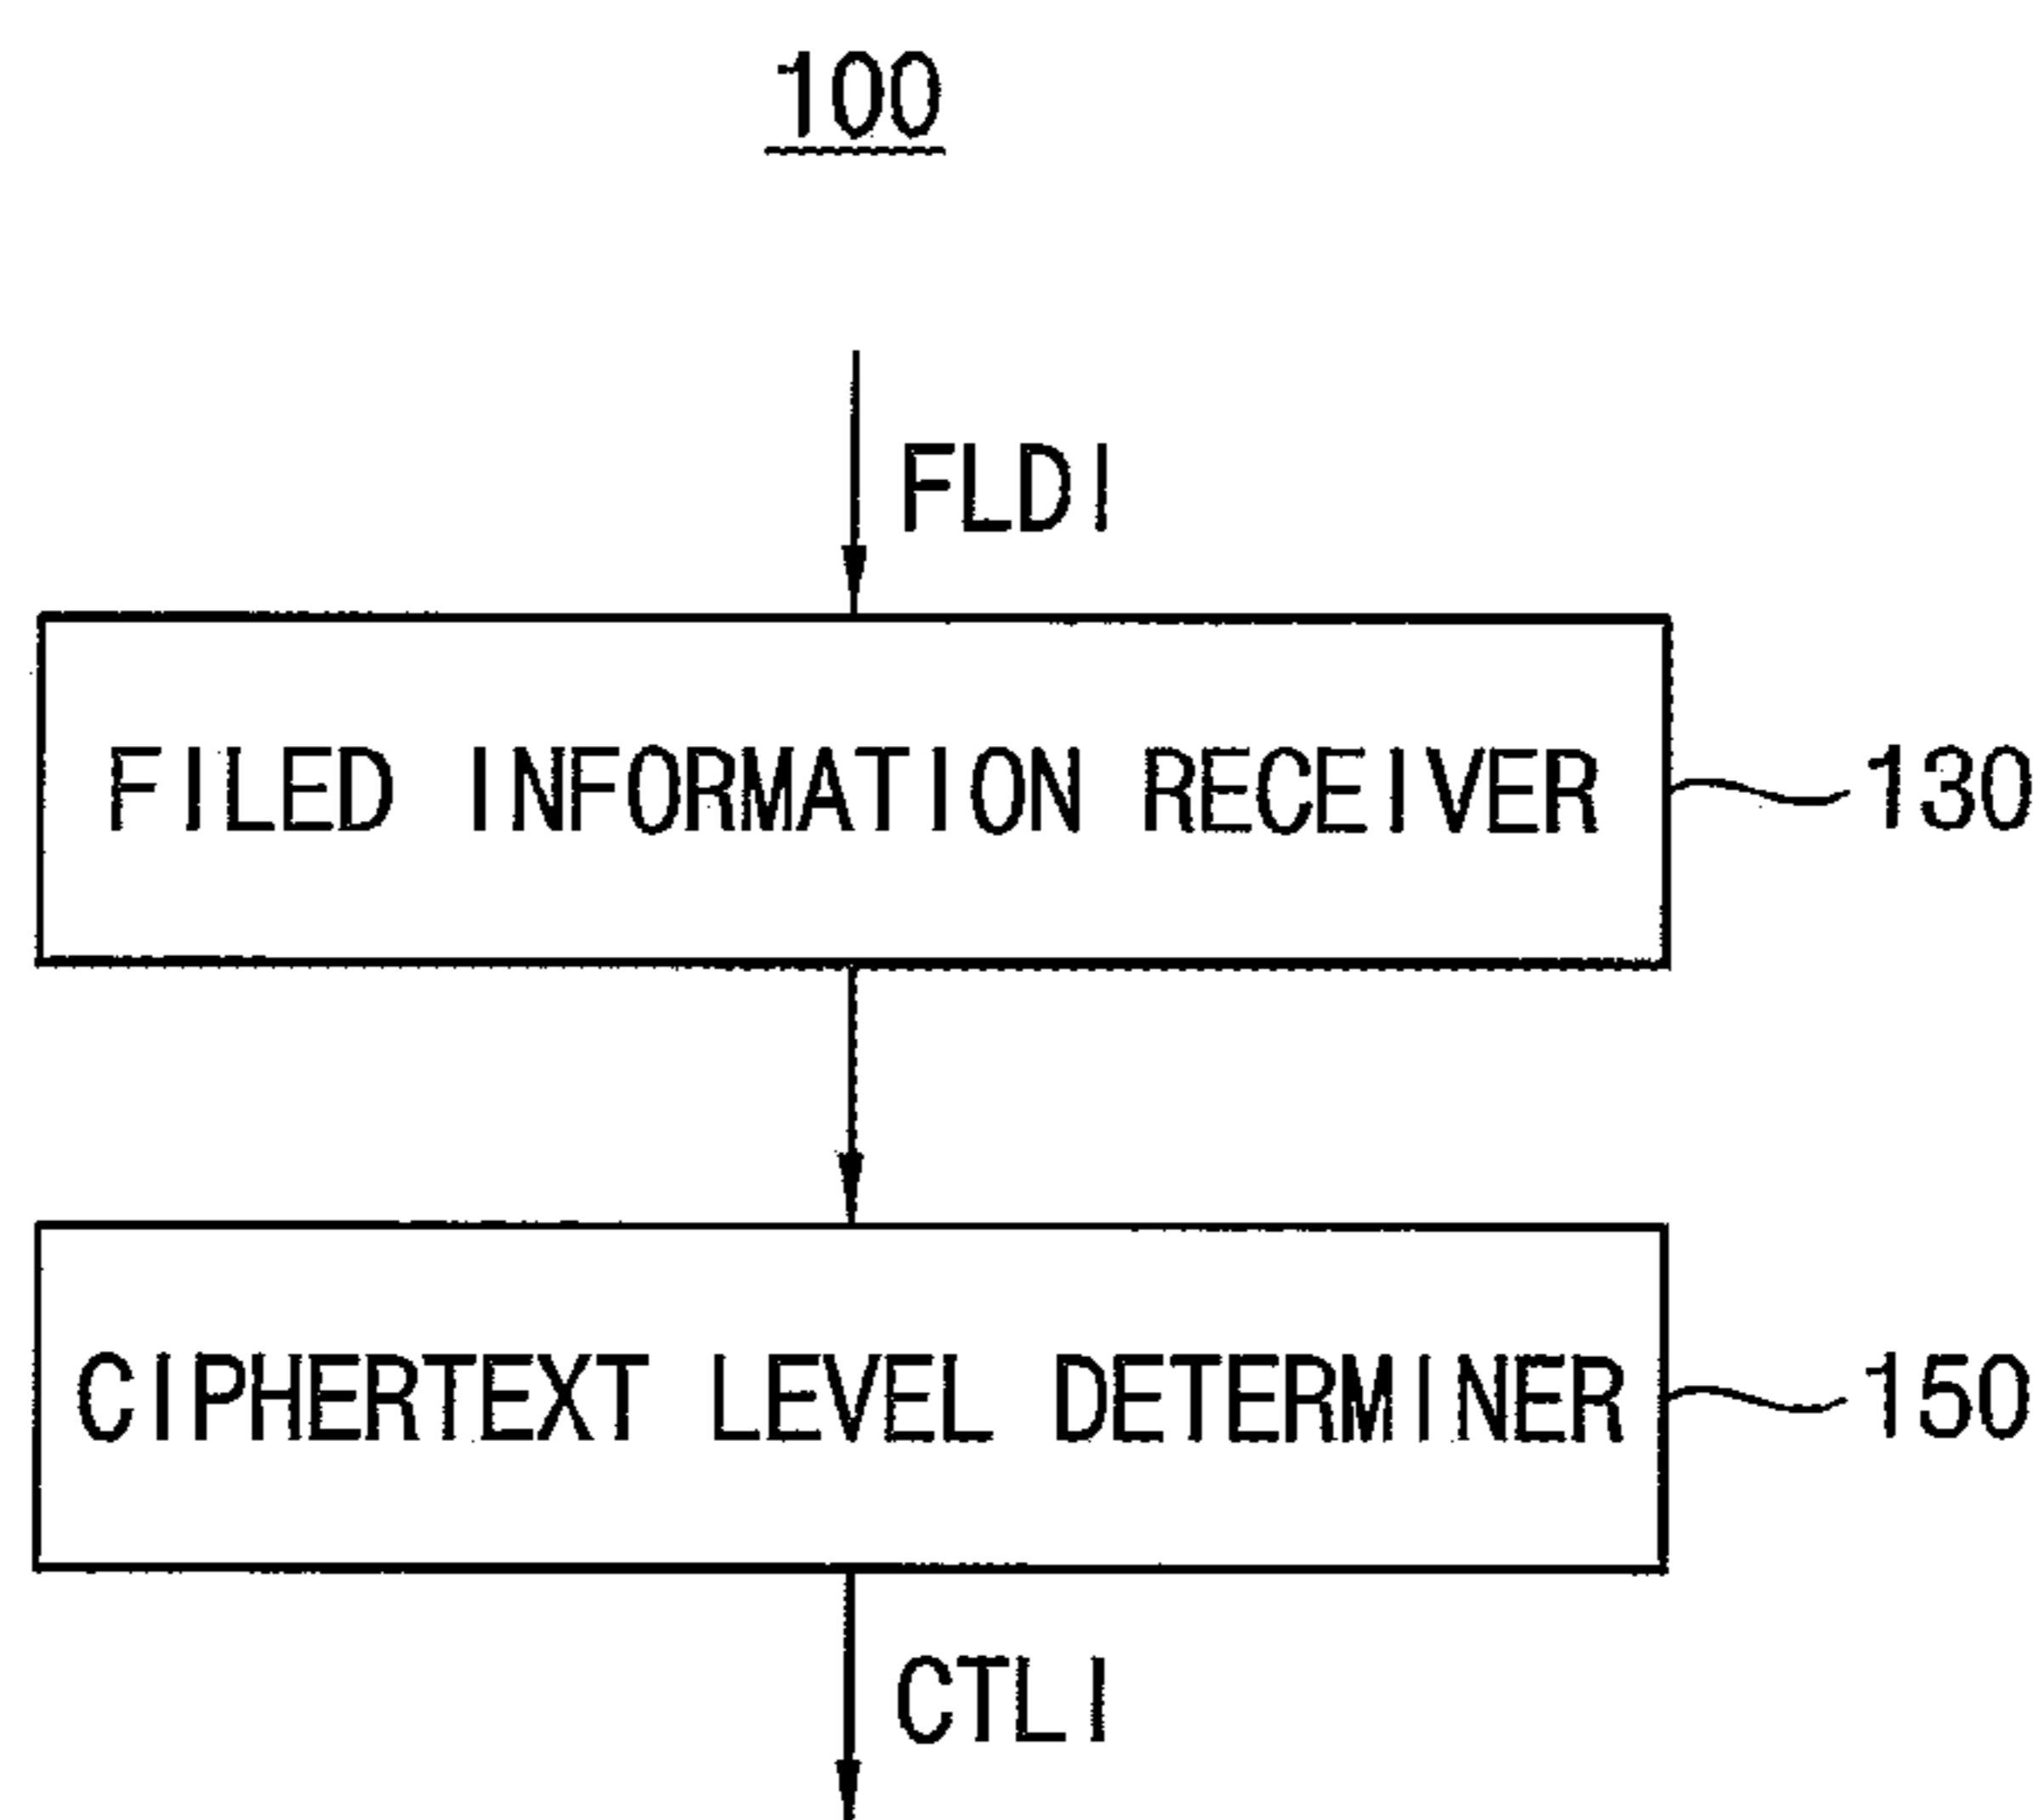 100
FLDI
FILED INFORMATION RECEIVER
130
CIPHERTEXT LEVEL DETERMINER
150
CTLI